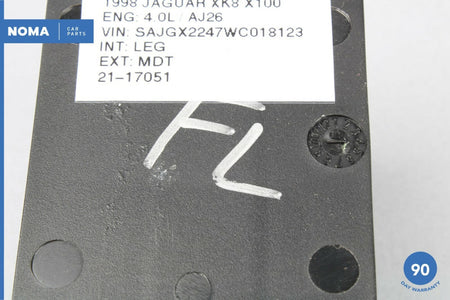 NOMA CAR PARTS
1998 JAGUAR XK8 X100
ENG: 4.0L / AJ26
VIN: SAJGX2247WC018123
INT: LEG
EXT: MDT
21-17051
FL
90
DAY WARRANTY